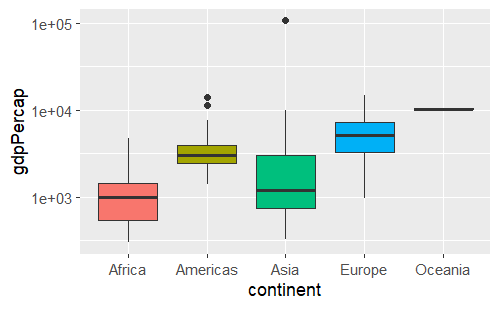 gdpPercap
1e+05
1e+04
1e+03
Africa Americas Asia Europe Oceania
continent